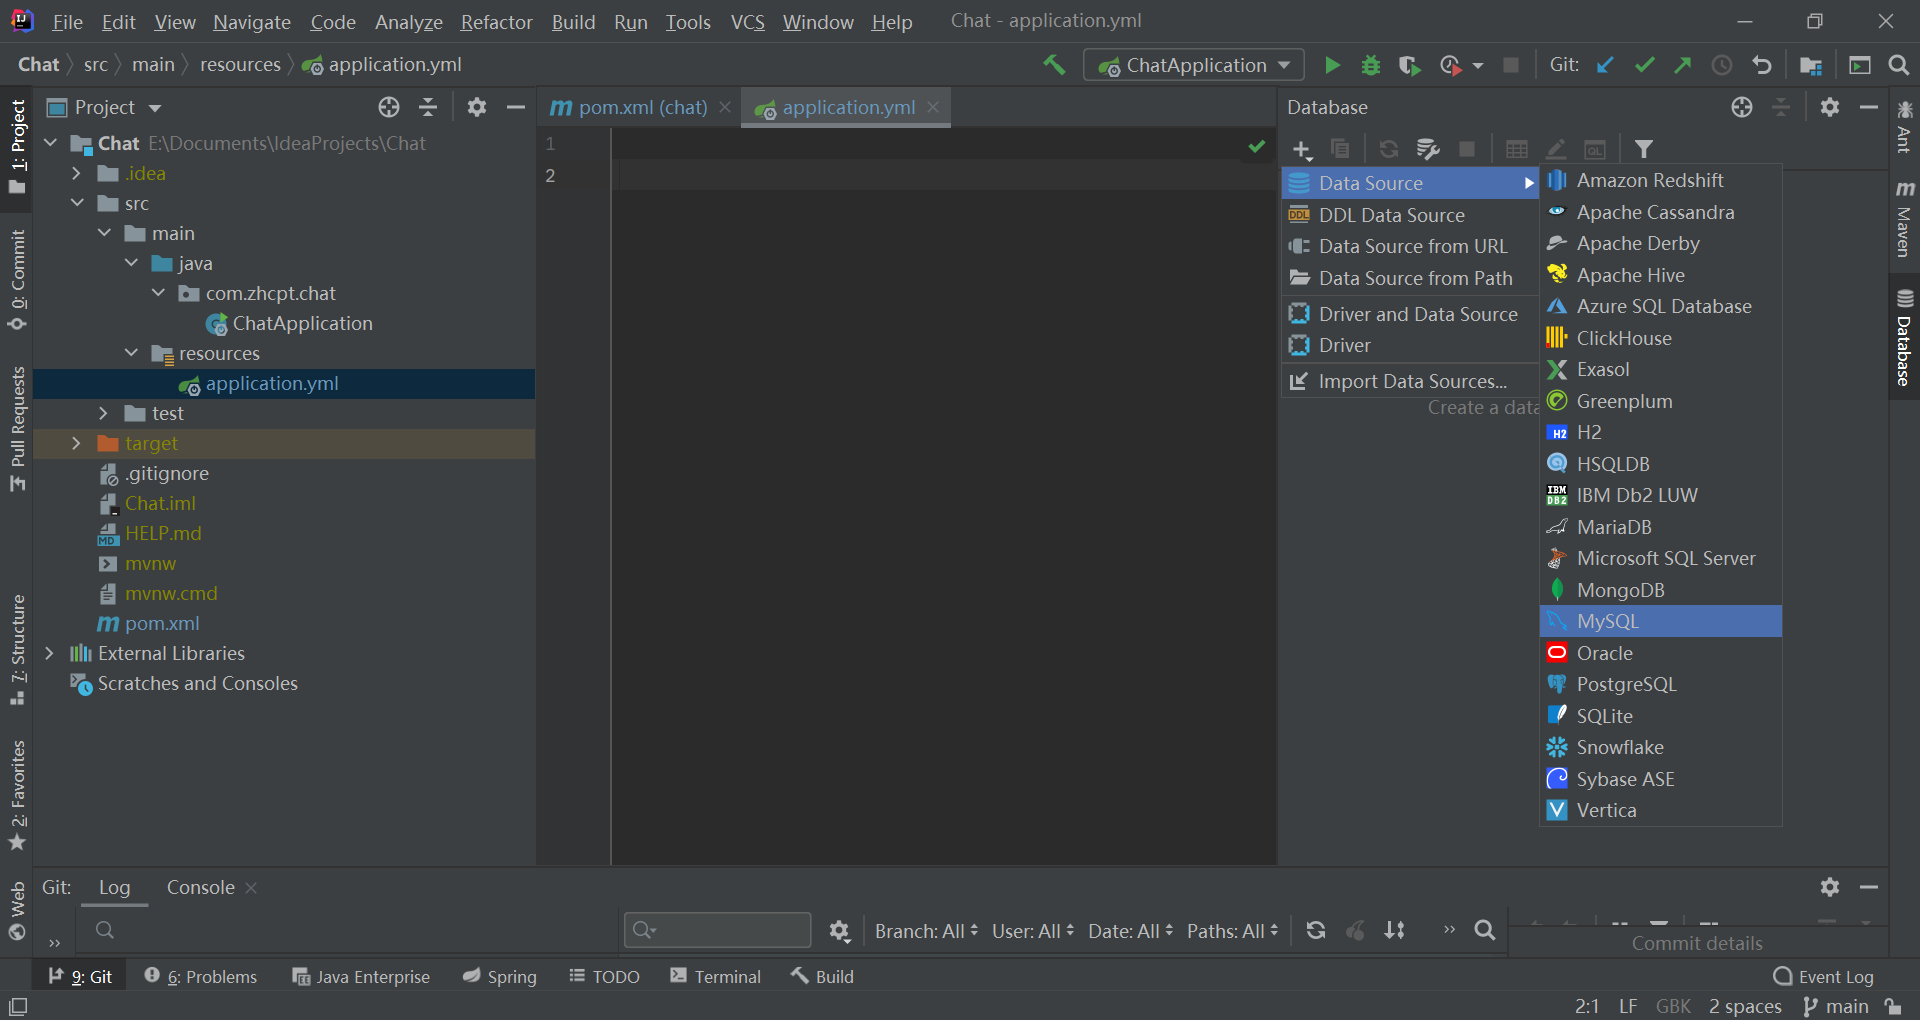 File Edit View Navigate Code Analyze Refactor Build Run Tools VCS Window Help Chat - application.yml
Chat src main resources application.yml ChatApplication Git:
1: Project
0: Commit
Pull Requests
7: Structure
2: Favorites
Web
Project
Chat E:\Documents\IdeaProjects\Chat
.idea
src
main
java
com.zhcpt.chat
ChatApplication
resources
application.yml
test
target
.gitignore
Chat.iml
HELP.md
mvnw
mvnw.cmd
pom.xml
External Libraries
Scratches and Consoles
pom.xml (chat) application.yml
1
2
Database
Data Source
DDL Data Source
Data Source from URL
Data Source from Path
Driver and Data Source
Driver
Import Data Sources...
Create a data
Amazon Redshift
Apache Cassandra
Apache Derby
Apache Hive
Azure SQL Database
ClickHouse
Exasol
Greenplum
H2
HSQLDB
IBM Db2 LUW
MariaDB
Microsoft SQL Server
MongoDB
MySQL
Oracle
PostgreSQL
SQLite
Snowflake
Sybase ASE
Vertica
Ant
Maven
Database
Git: Log Console
Branch: All User: All Date: All Paths: All
Commit details
9: Git 6: Problems Java Enterprise Spring TODO Terminal Build Event Log
2:1 LF GBK 2 spaces main